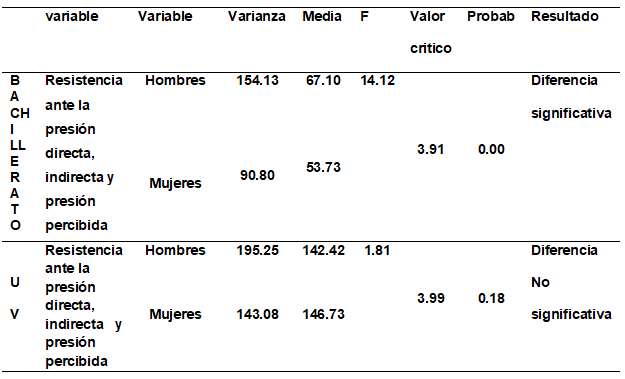 variable Variable Varianza Media F Valor critico Probab Resultado
B
A
CH
I
LL
E
R
A
T
O
Resistencia
ante la
presión
directa,
indirecta y
presión
percibida
Hombres 154.13 67.10 14.12
Mujeres 90.80 53.73
3.91 0.00
Diferencia
significativa
U
V
Resistencia
ante la
presión
directa,
indirecta y
presión
percibida
Hombres 195.25 142.42 1.81
Mujeres 143.08 146.73
3.99 0.18
Diferencia
No
significativa